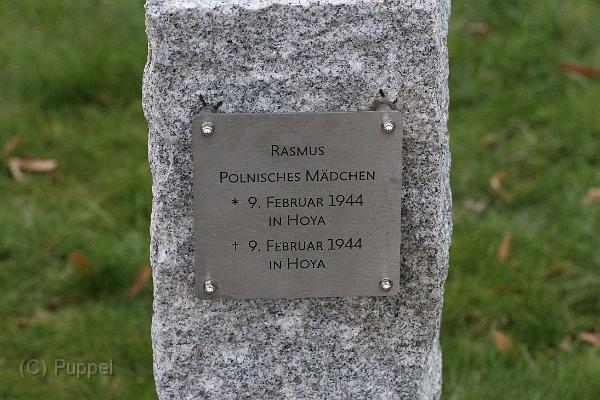 Rasmus
Polnisches Mädchen
* 9. Februar 1944
in Hoya
† 9. Februar 1944
in Hoya
(C) Puppel